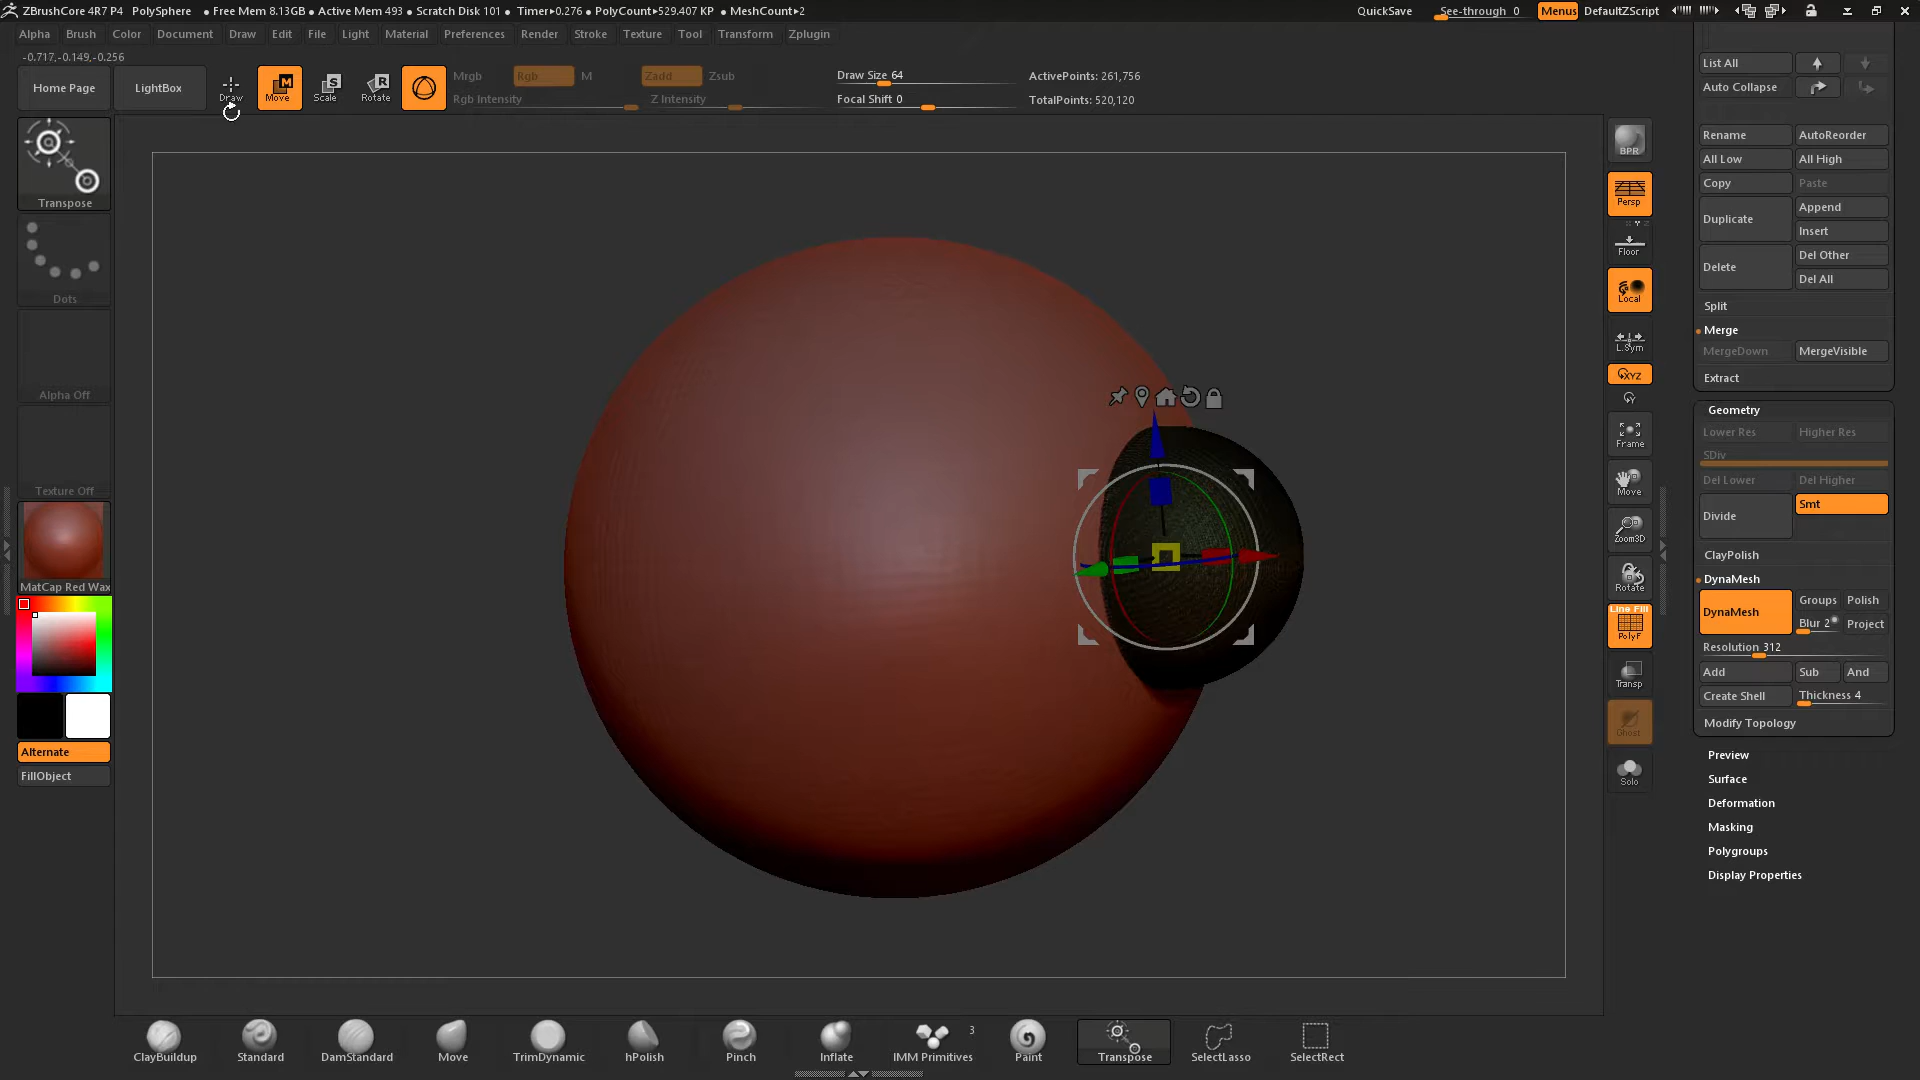 ZBrushCore 4R7 P4 PolySphere ● Free Mem 8.13GB ● Active Mem 493 ● Scratch Disk 101 ● Timer▸0.276 ● PolyCount▸529.407 KP ● MeshCount▸2 QuickSave See-through 0 Menus DefaultZScript
Alpha Brush Color Document Draw Edit File Light Material Preferences Render Stroke Texture Tool Transform Zplugin
-0.717,-0.149,-0.256
Home Page LightBox Draw Move Scale Rotate
Mrgb Rgb M Zadd Zsub Draw Size 64 ActivePoints: 261,756
Rgb Intensity Z Intensity Focal Shift 0 TotalPoints: 520,120
Transpose
Dots
Alpha Off
Texture Off
MatCap Red Wax
Alternate
FillObject
BPR
Persp
Floor
Local
L.Sym
XYZ
Y
Frame
Move
Zoom3D
Rotate
Line Fill
PolyF
Transp
Ghost
Solo
List All
Auto Collapse
Rename AutoReorder
All Low All High
Copy Paste
Duplicate Append
Insert
Delete Del Other
Del All
Split
Merge
MergeDown MergeVisible
Extract
Geometry
Lower Res Higher Res
SDiv
Del Lower Del Higher
Divide Smt
ClayPolish
DynaMesh
DynaMesh Groups Polish
Blur 2 Project
Resolution 312
Add Sub And
Create Shell Thickness 4
Modify Topology
Preview
Surface
Deformation
Masking
Polygroups
Display Properties
ClayBuildup Standard DamStandard Move TrimDynamic hPolish Pinch Inflate IMM Primitives 3 Paint Transpose SelectLasso SelectRect